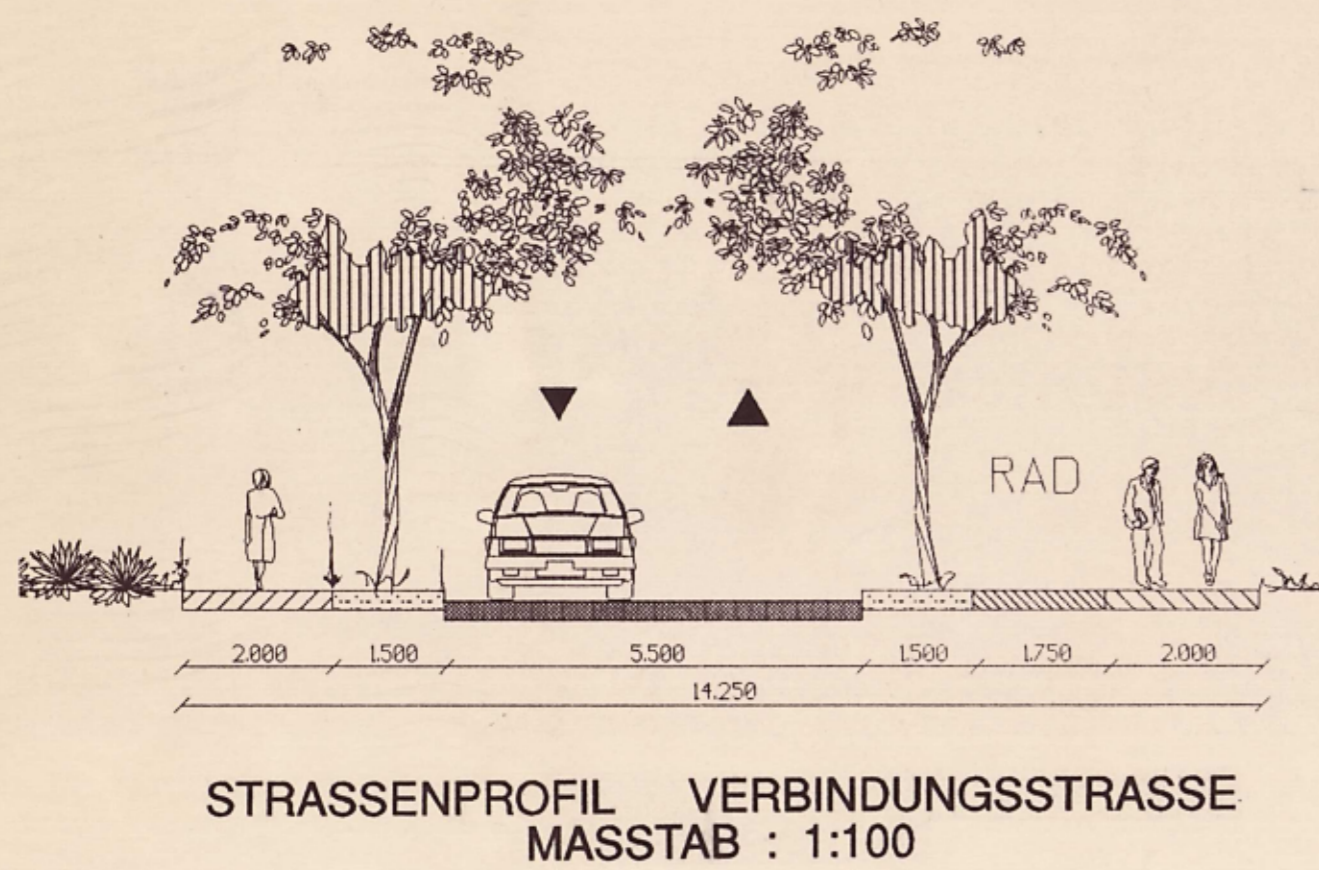 RAD
2.000 1.500 5.500 1.500 1.750 2.000
14.250
STRASSENPROFIL VERBINDUNGSSTRASSE
MASSTAB : 1:100